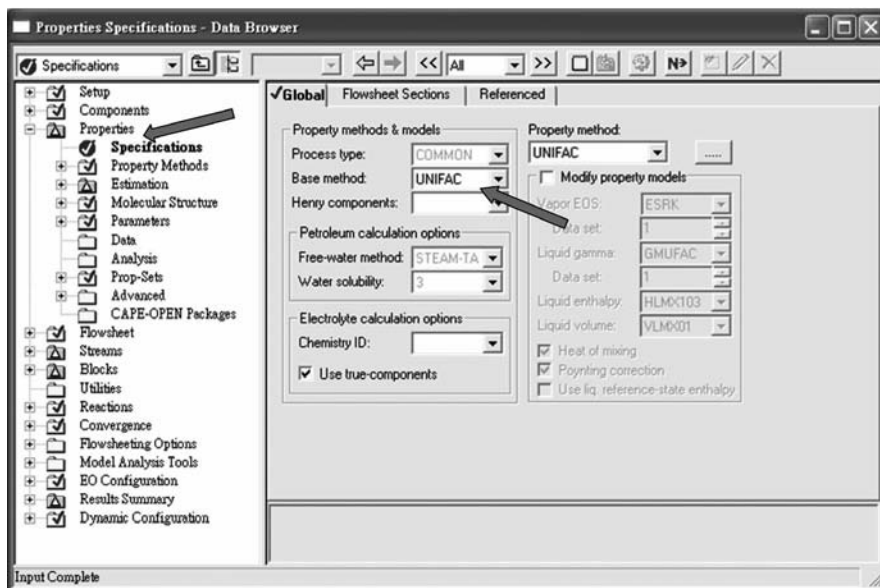 Properties Specifications - Data Browser
Specifications
All
N>
Setup
Components
Properties
Specifications
Property Methods
Estimation
Molecular Structure
Parameters
Data
Analysis
Prop-Sets
Advanced
CAPE-OPEN Packages
Flowsheet
Streams
Blocks
Utilities
Reactions
Convergence
Flowsheeting Options
Model Analysis Tools
EO Configuration
Results Summary
Dynamic Configuration
Global Flowsheet Sections Referenced
Property methods & models
Process type: COMMON
Base method: UNIFAC
Henry components:
Petroleum calculation options
Free-water method: STEAM-TA
Water solubility: 3
Electrolyte calculation options
Chemistry ID:
Use true-components
Property method:
UNIFAC .....
Modify property models
Vapor EOS: ESRK
Data set: 1
Liquid gamma: GMUFAC
Data set: 1
Liquid enthalpy: HLMX103
Liquid volume: VLMX01
Heat of mixing
Poynting correction
Use liq. reference-state enthalpy
Input Complete